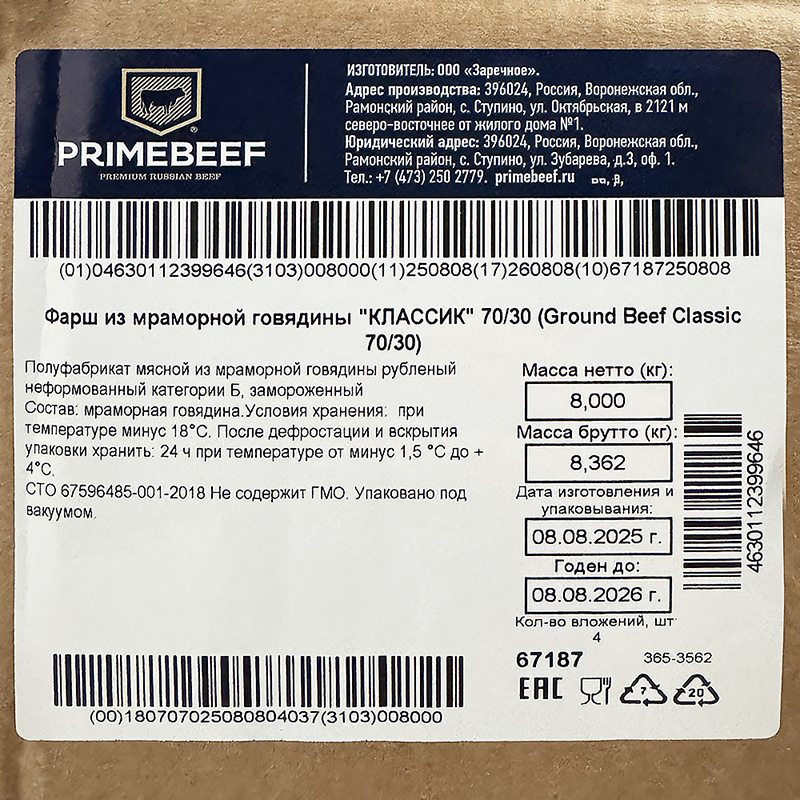 PRIMEBEEF
PREMIUM RUSSIAN BEEF
ИЗГОТОВИТЕЛЬ: ООО «Заречное».
Адрес производства: 396024, Россия, Воронежская обл.,
Рамонский район, с. Ступино, ул. Октябрьская, в 2121 м
северо-восточнее от жилого дома №1.
Юридический адрес: 396024, Россия, Воронежская обл.,
Рамонский район, с. Ступино, ул. Зубарева, д.3, оф. 1.
Тел.: +7 (473) 250 2779. primebeef.ru
(01)04630112399646(3103)008000(11)250808(17)260808(10)67187250808
Фарш из мраморной говядины "КЛАССИК" 70/30 (Ground Beef Classic
70/30)
Полуфабрикат мясной из мраморной говядины рубленый
неформованный категории Б, замороженный
Состав: мраморная говядина.Условия хранения: при
температуре минус 18°С. После дефростации и вскрытия
упаковки хранить: 24 ч при температуре от минус 1,5 °С до +
4°С.
СТО 67596485-001-2018 Не содержит ГМО. Упаковано под
вакуумом.
Масса нетто (кг):
8,000
Масса брутто (кг):
8,362
Дата изготовления и
упаковывания:
08.08.2025 г.
Годен до:
08.08.2026 г.
Кол-во вложений, шт
4
67187 365-3562
EAC 7 20
4630112399646
(00)180707025080804037(3103)008000